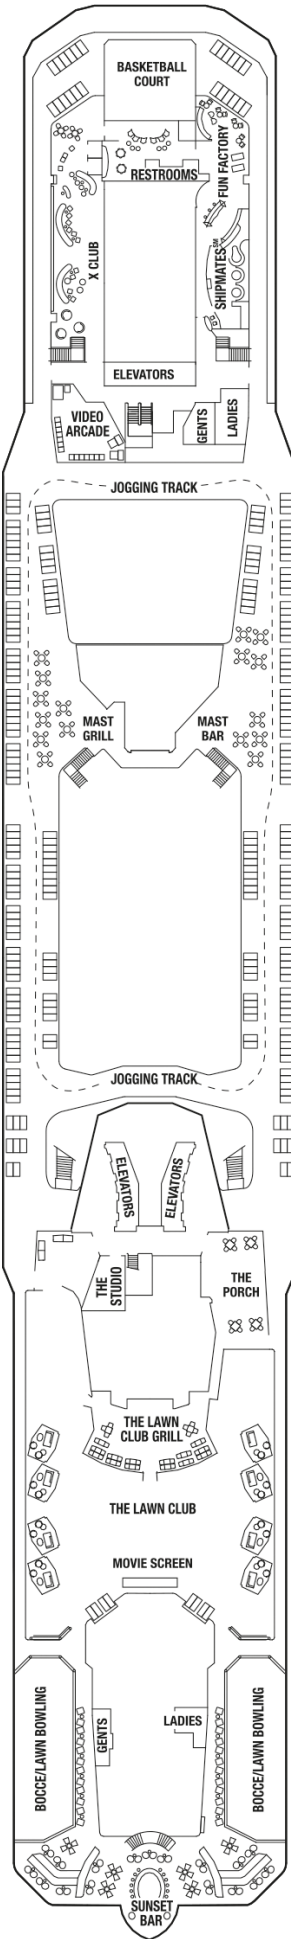 BASKETBALL
COURT
RESTROOMS
FUN FACTORY
X CLUB
SHIPMATES℠
ELEVATORS
VIDEO
ARCADE
GENTS
LADIES
JOGGING TRACK
MAST
GRILL
MAST
BAR
JOGGING TRACK
ELEVATORS
ELEVATORS
THE
STUDIO
THE
PORCH
THE LAWN
CLUB GRILL
THE LAWN CLUB
MOVIE SCREEN
BOCCE/LAWN BOWLING
GENTS
LADIES
BOCCE/LAWN BOWLING
SUNSET
BAR